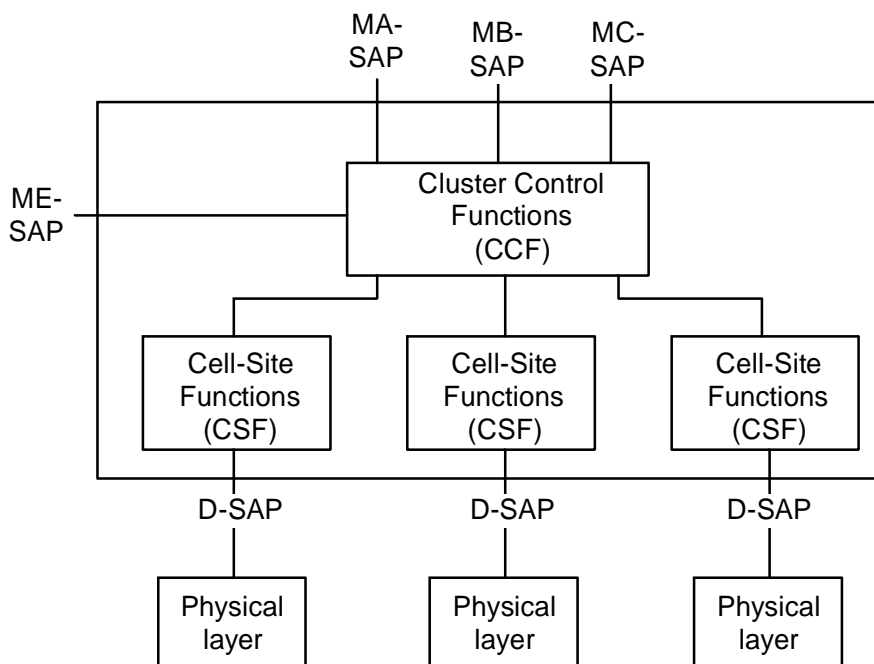 MA-
SAP
MB-
SAP
MC-
SAP
ME-
SAP
Cluster Control
Functions
(CCF)
Cell-Site
Functions
(CSF)
Cell-Site
Functions
(CSF)
Cell-Site
Functions
(CSF)
D-SAP
D-SAP
D-SAP
Physical
layer
Physical
layer
Physical
layer